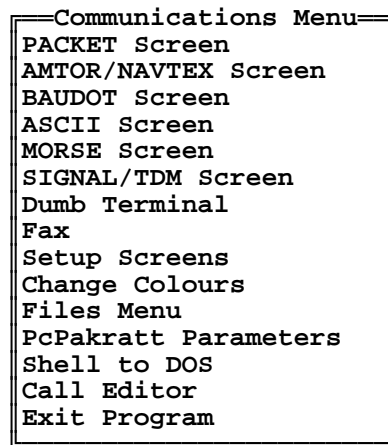 Communications Menu
PACKET Screen
AMTOR/NAVTEX Screen
BAUDOT Screen
ASCII Screen
MORSE Screen
SIGNAL/TDM Screen
Dumb Terminal
Fax
Setup Screens
Change Colours
Files Menu
PcPakratt Parameters
Shell to DOS
Call Editor
Exit Program